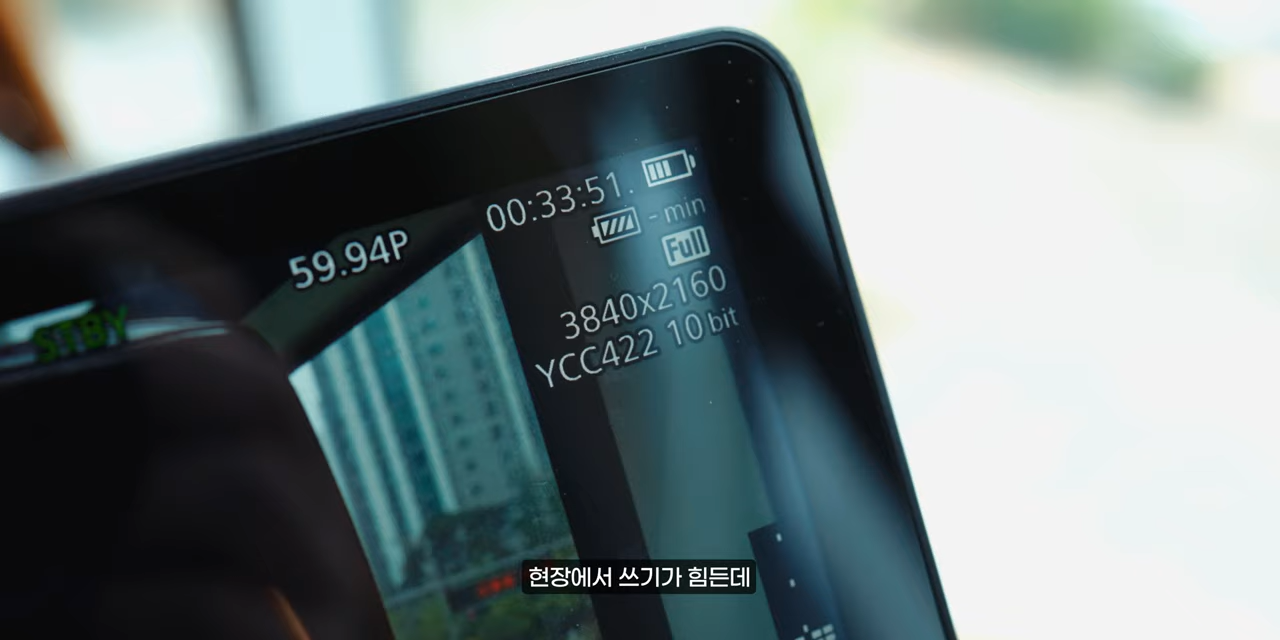 00:33:51.
59.94P
- min
Full
3840x2160
STBY
YCC422 10 bit
현장에서 쓰기가 힘든데